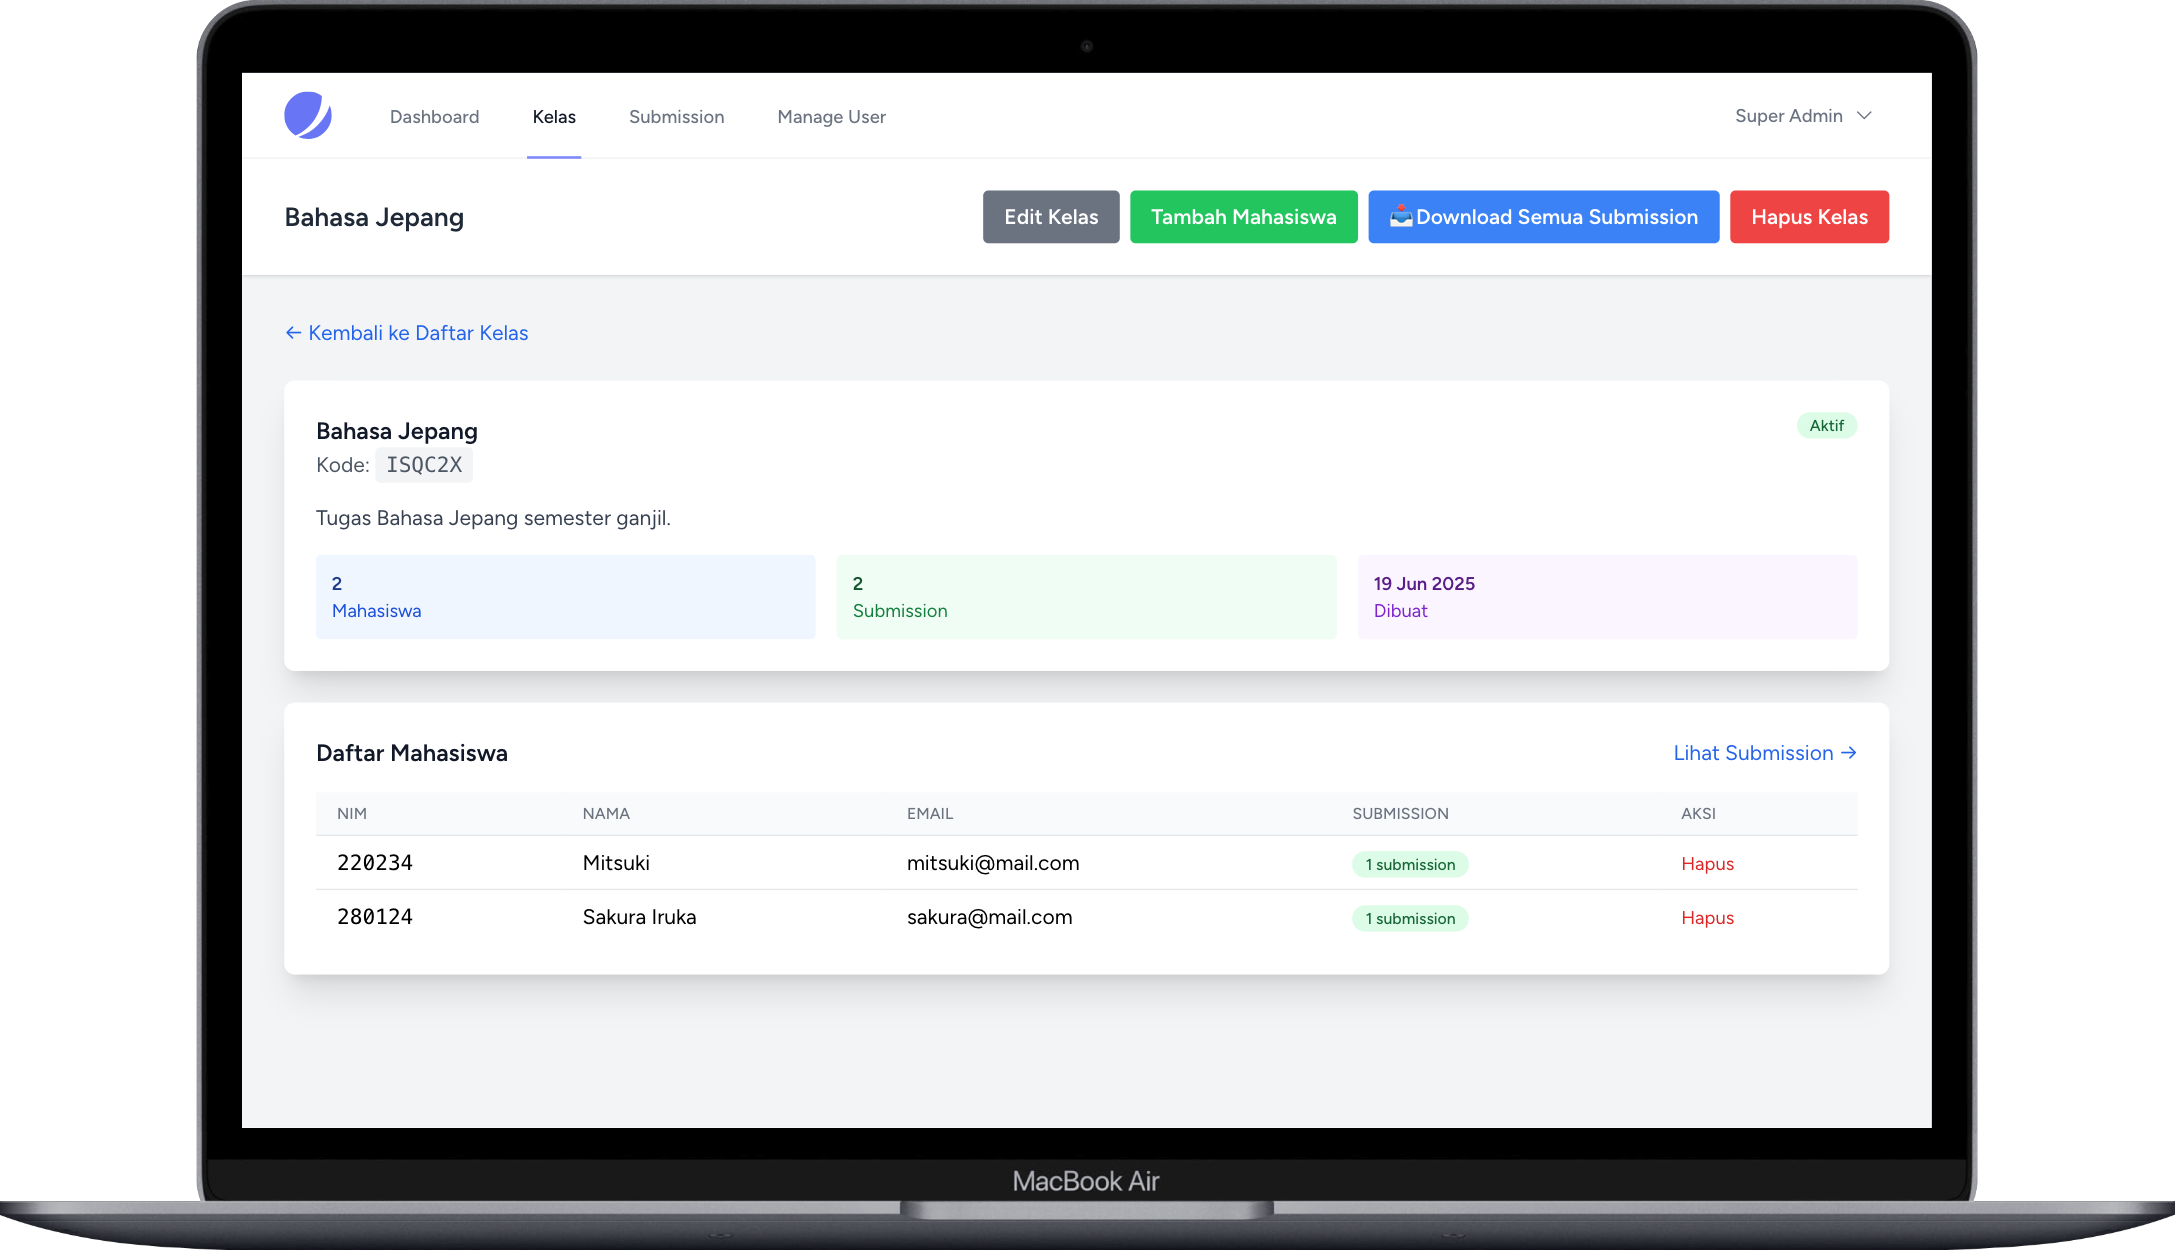 Dashboard Kelas Submission Manage User Super Admin
Bahasa Jepang Edit Kelas Tambah Mahasiswa Download Semua Submission Hapus Kelas
← Kembali ke Daftar Kelas
Bahasa Jepang Aktif
Kode: ISQC2X
Tugas Bahasa Jepang semester ganjil.
2 2 19 Jun 2025
Mahasiswa Submission Dibuat
Daftar Mahasiswa Lihat Submission →
NIM NAMA EMAIL SUBMISSION AKSI
220234 Mitsuki mitsuki@mail.com 1 submission Hapus
280124 Sakura Iruka sakura@mail.com 1 submission Hapus
MacBook Air